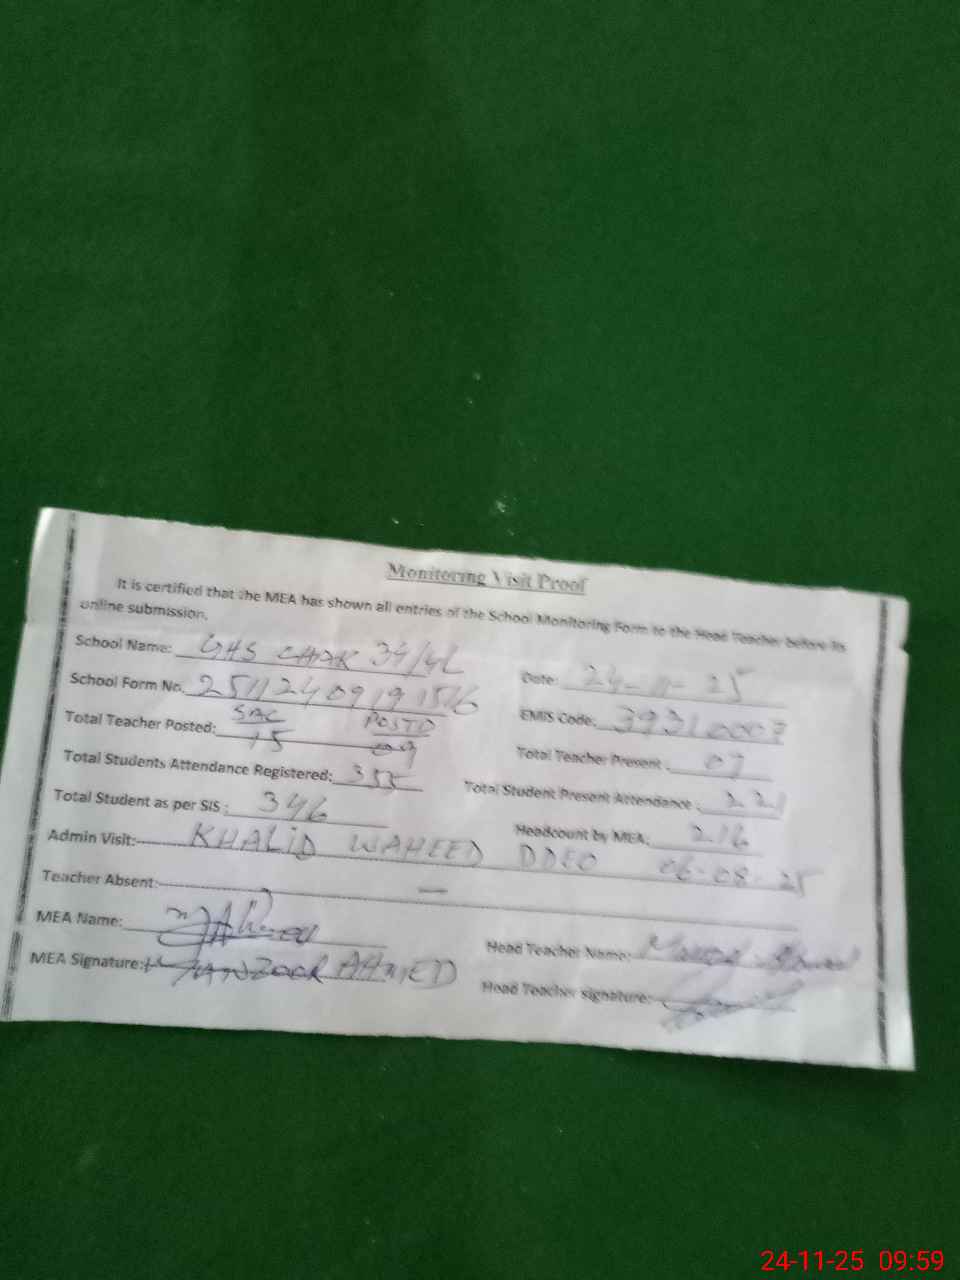 Monitoring Visit Proof
It is certified that the MEA has shown all entries of the School Monitoring Form to the Head Teacher before its
online submission.
School Name: GHS CHAK 34/4L
Date: 24-11-25
School Form No. 25112409191516
EMIS Code: 39310007
SAC POSTD
Total Teacher Posted: 15 09
Total Teacher Present: 07
Total Students Attendance Registered: 355
Total Student Present Attendance: 221
Total Student as per SIS: 346
Headcount by MEA: 216
Admin Visit: KHALID WAHEED DDEO 06-08-25
Teacher Absent: —
MEA Name:
Head Teacher Name:
MEA Signature: MANZOOR AHMED
Head Teacher signature:
24-11-25 09:59